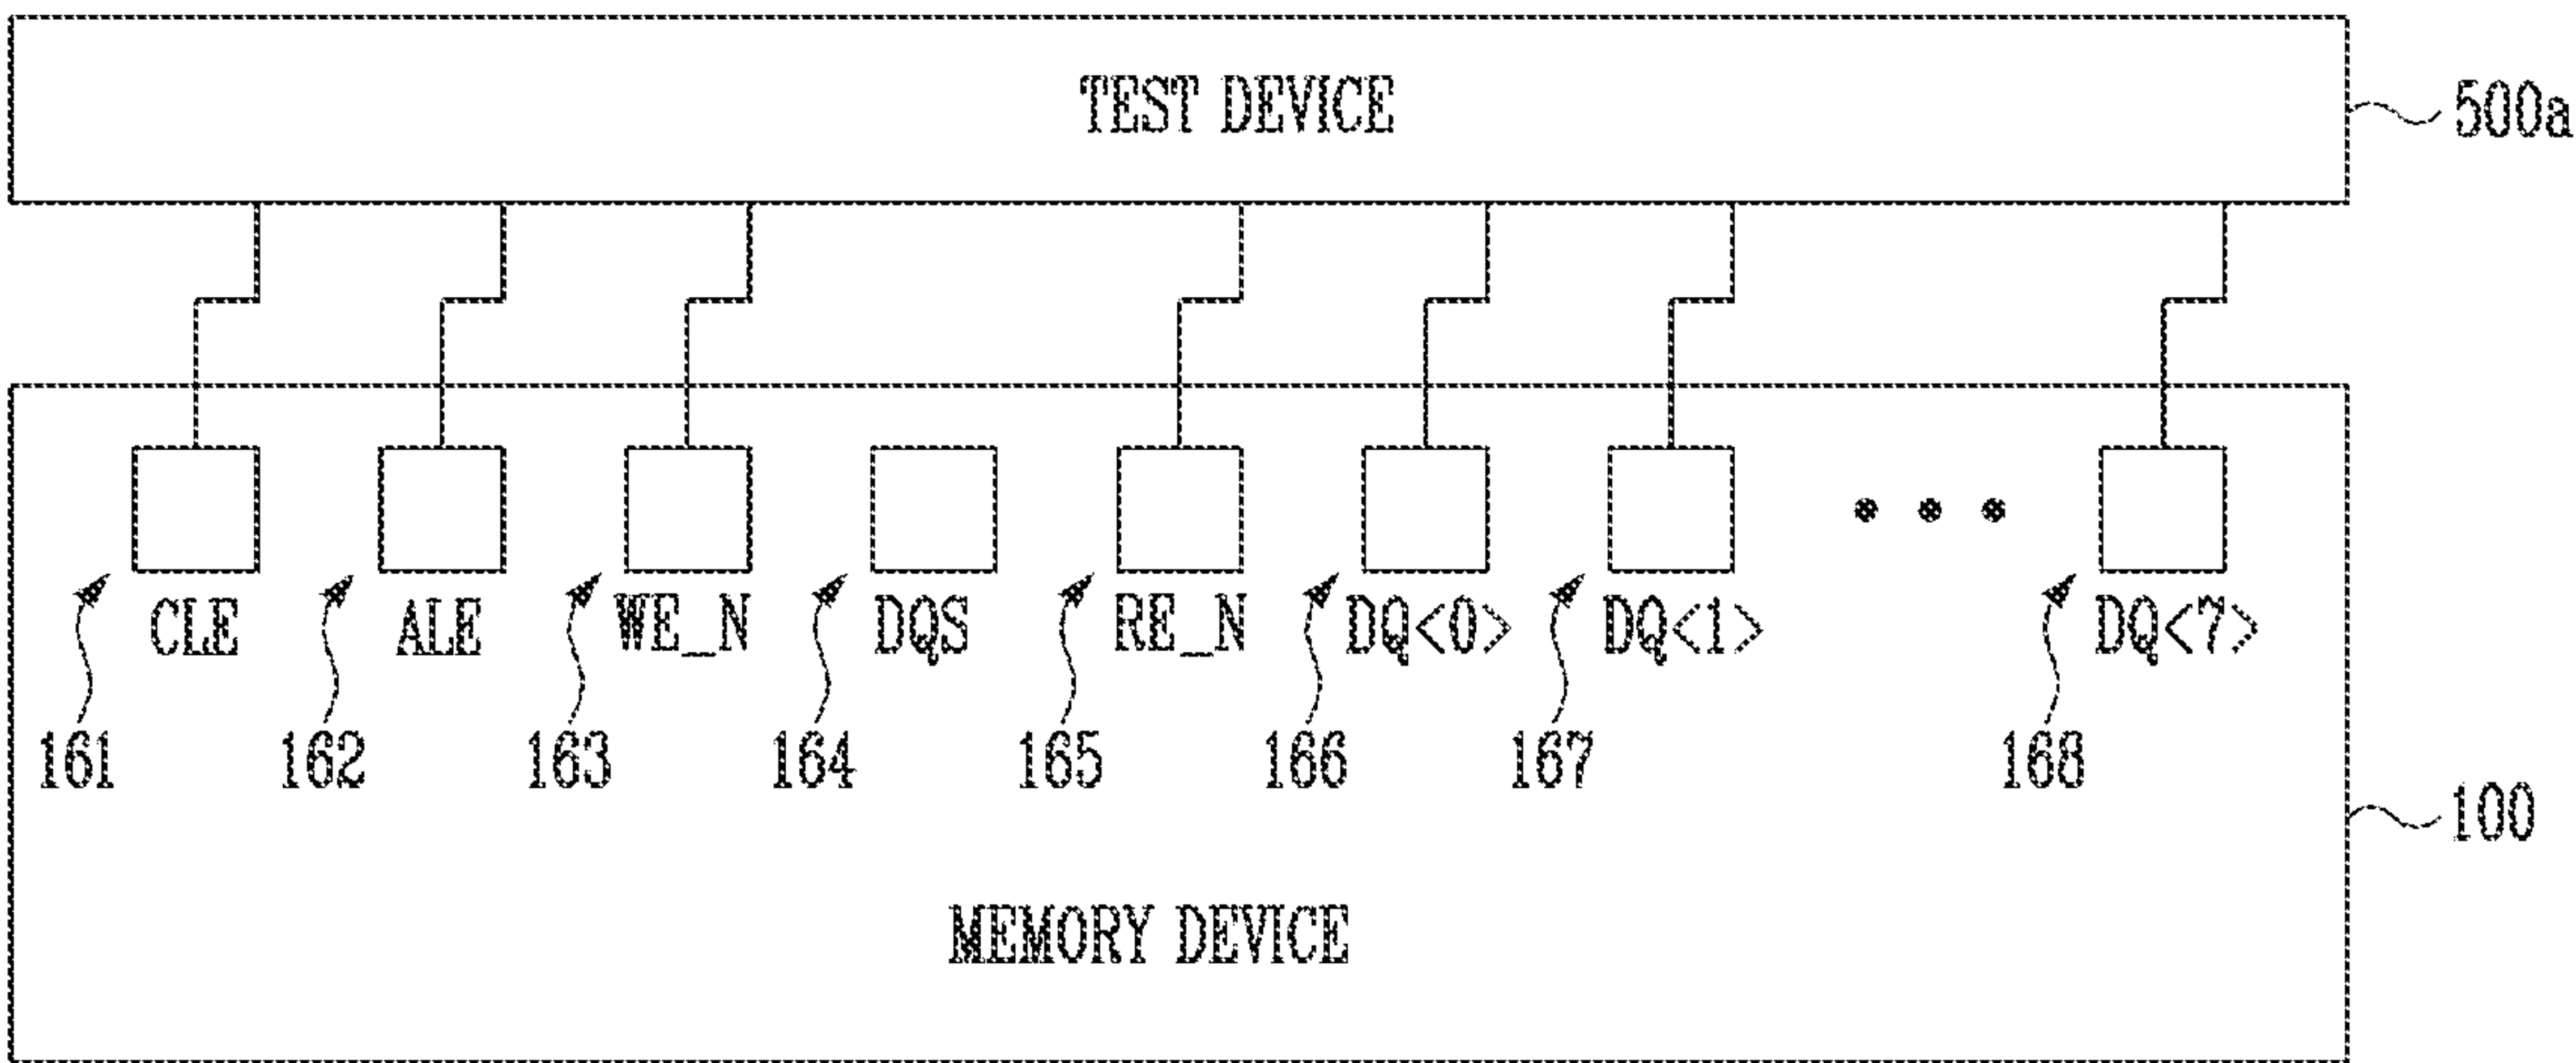 TEST DEVICE
500a
CLE ALE WE_N DQS RE_N DQ<0> DQ<1> DQ<7>
161 162 163 164 165 166 167 168
100
MEMORY DEVICE